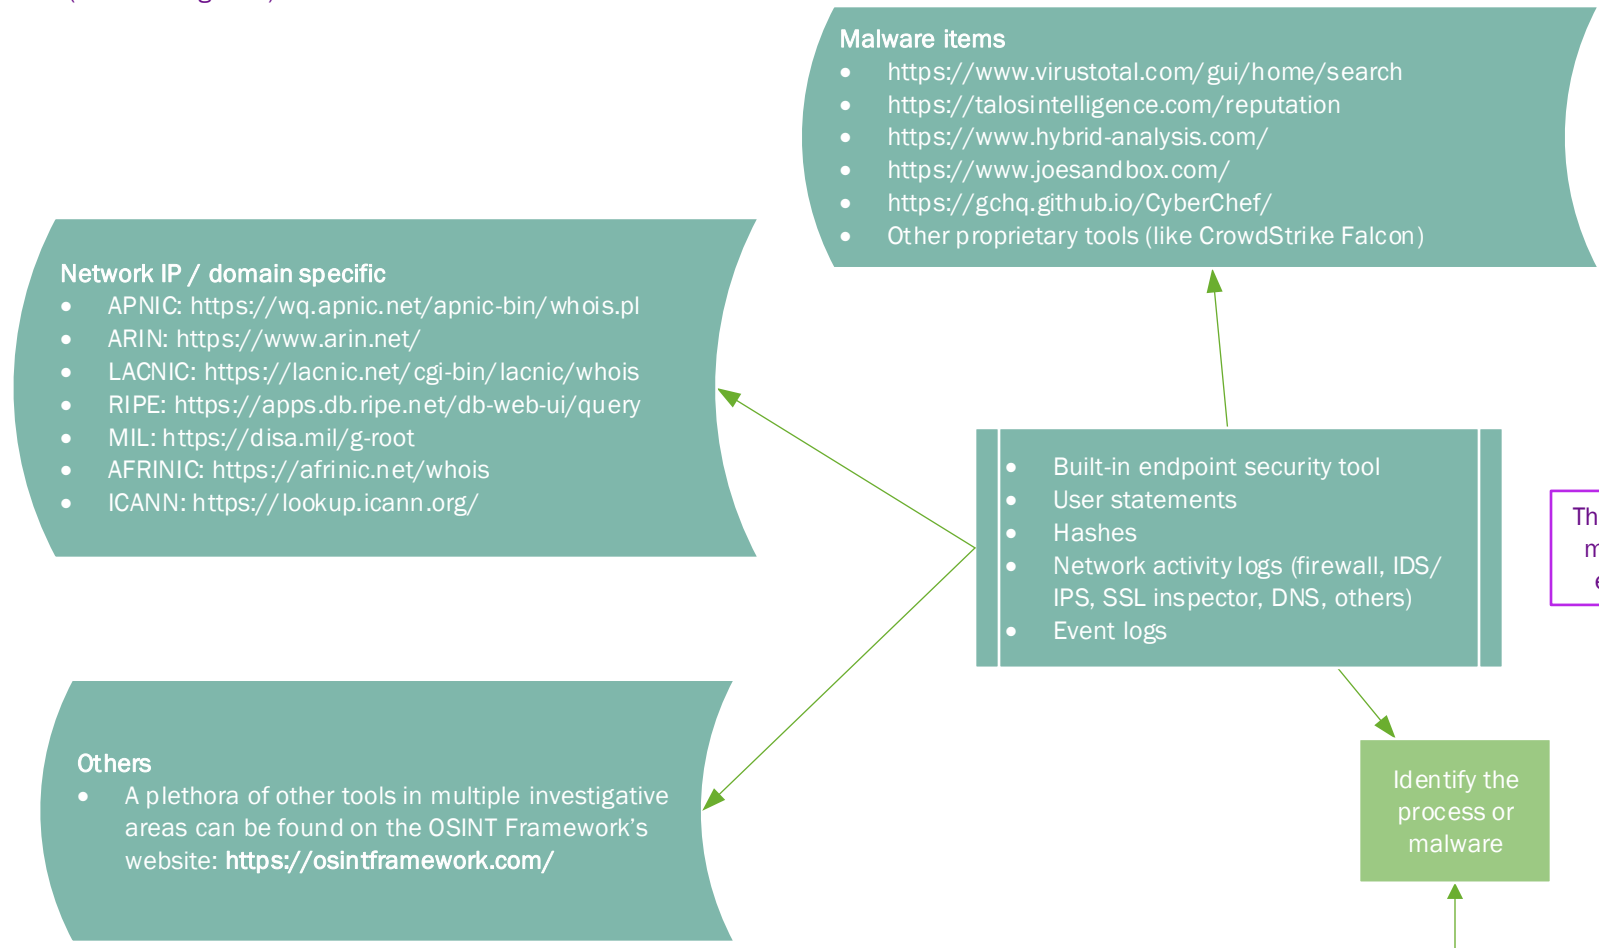 Malware items
• https://www.virustotal.com/gui/home/search
• https://talosintelligence.com/reputation
• https://www.hybrid-analysis.com/
• https://www.joesandbox.com/
• https://gchq.github.io/CyberChef/
• Other proprietary tools (like CrowdStrike Falcon)
Network IP / domain specific
• APNIC: https://wq.apnic.net/apnic-bin/whois.pl
• ARIN: https://www.arin.net/
• LACNIC: https://lacnic.net/cgi-bin/lacnic/whois
• RIPE: https://apps.db.ripe.net/db-web-ui/query
• MIL: https://disa.mil/g-root
• AFRINIC: https://afrinic.net/whois
• ICANN: https://lookup.icann.org/
• Built-in endpoint security tool
• User statements
• Hashes
• Network activity logs (firewall, IDS/
IPS, SSL inspector, DNS, others)
• Event logs
Others
• A plethora of other tools in multiple investigative
areas can be found on the OSINT Framework’s
website: https://osintframework.com/
Identify the
process or
malware